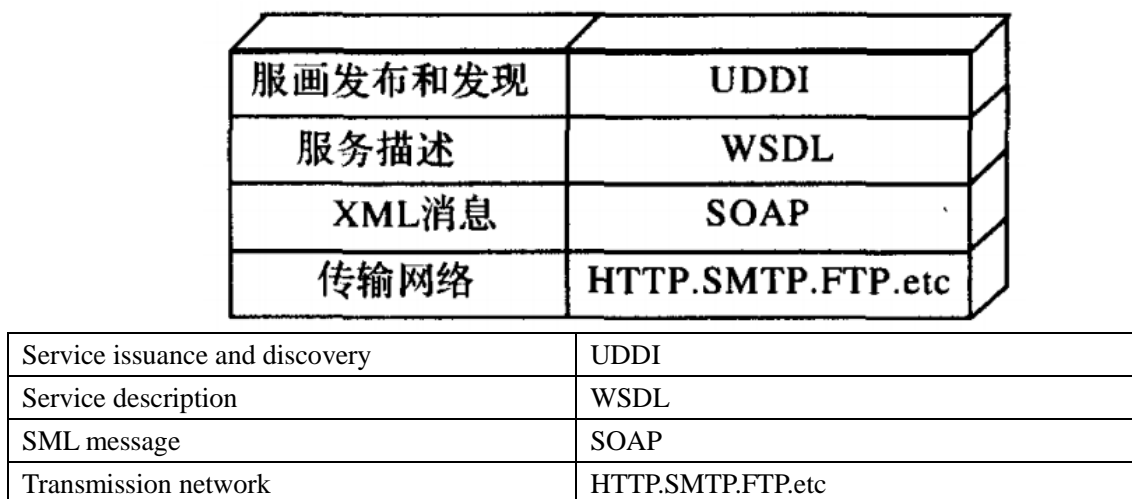 服画发布和发现 UDDI
服务描述 WSDL
XML消息 SOAP
传输网络 HTTP.SMTP.FTP.etc
Service issuance and discovery UDDI
Service description WSDL
SML message SOAP
Transmission network HTTP.SMTP.FTP.etc